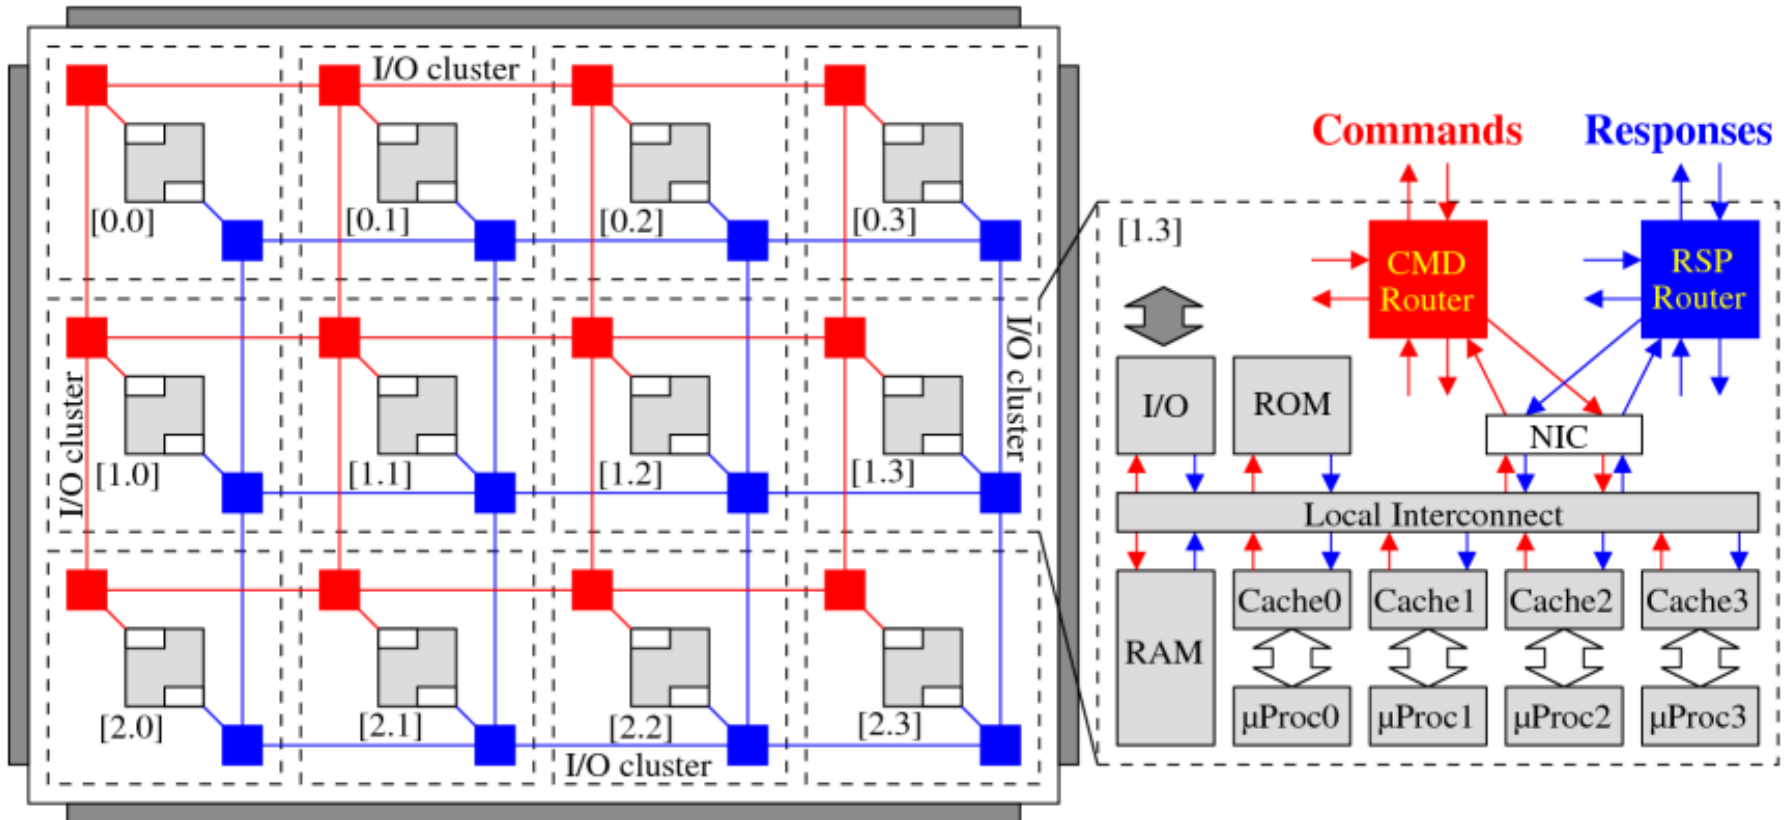 I/O cluster
[0.0]
[0.1]
[0.2]
[0.3]
I/O cluster
I/O cluster
[1.0]
[1.1]
[1.2]
[1.3]
[2.0]
[2.1]
[2.2]
[2.3]
I/O cluster
Commands
Responses
[1.3]
CMD
Router
RSP
Router
I/O
ROM
NIC
Local Interconnect
RAM
Cache0
Cache1
Cache2
Cache3
µProc0
µProc1
µProc2
µProc3